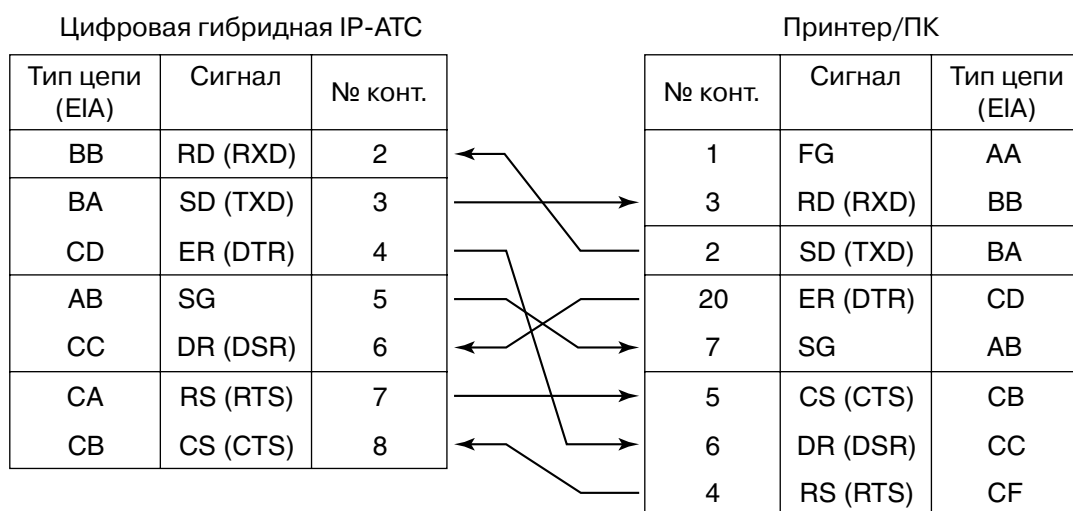 Цифровая гибридная IP-АТС
Принтер/ПК
Тип цепи (EIA) Сигнал № конт.
BB RD (RXD) 2
BA SD (TXD) 3
CD ER (DTR) 4
AB SG 5
CC DR (DSR) 6
CA RS (RTS) 7
CB CS (CTS) 8
№ конт. Сигнал Тип цепи (EIA)
1 FG AA
3 RD (RXD) BB
2 SD (TXD) BA
20 ER (DTR) CD
7 SG AB
5 CS (CTS) CB
6 DR (DSR) CC
4 RS (RTS) CF